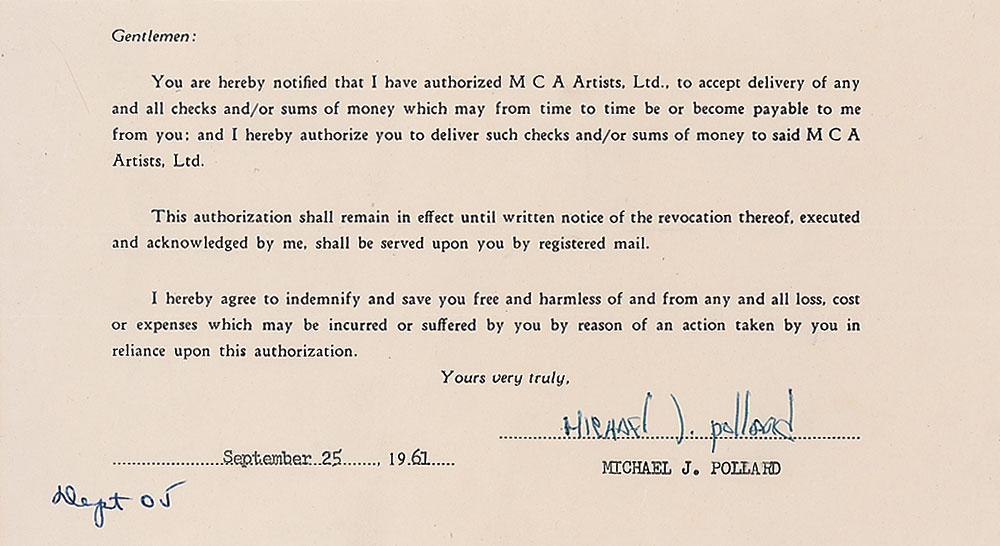 Gentlemen:
You are hereby notified that I have authorized M C A Artists, Ltd., to accept delivery of any
and all checks and/or sums of money which may from time to time be or become payable to me
from you; and I hereby authorize you to deliver such checks and/or sums of money to said M C A
Artists, Ltd.
This authorization shall remain in effect until written notice of the revocation thereof, executed
and acknowledged by me, shall be served upon you by registered mail.
I hereby agree to indemnify and save you free and harmless of and from any and all loss, cost
or expenses which may be incurred or suffered by you by reason of an action taken by you in
reliance upon this authorization.
Yours very truly,
MICHAEl J. pollard
September 25, 1961
MICHAEL J. POLLARD
Dept 05